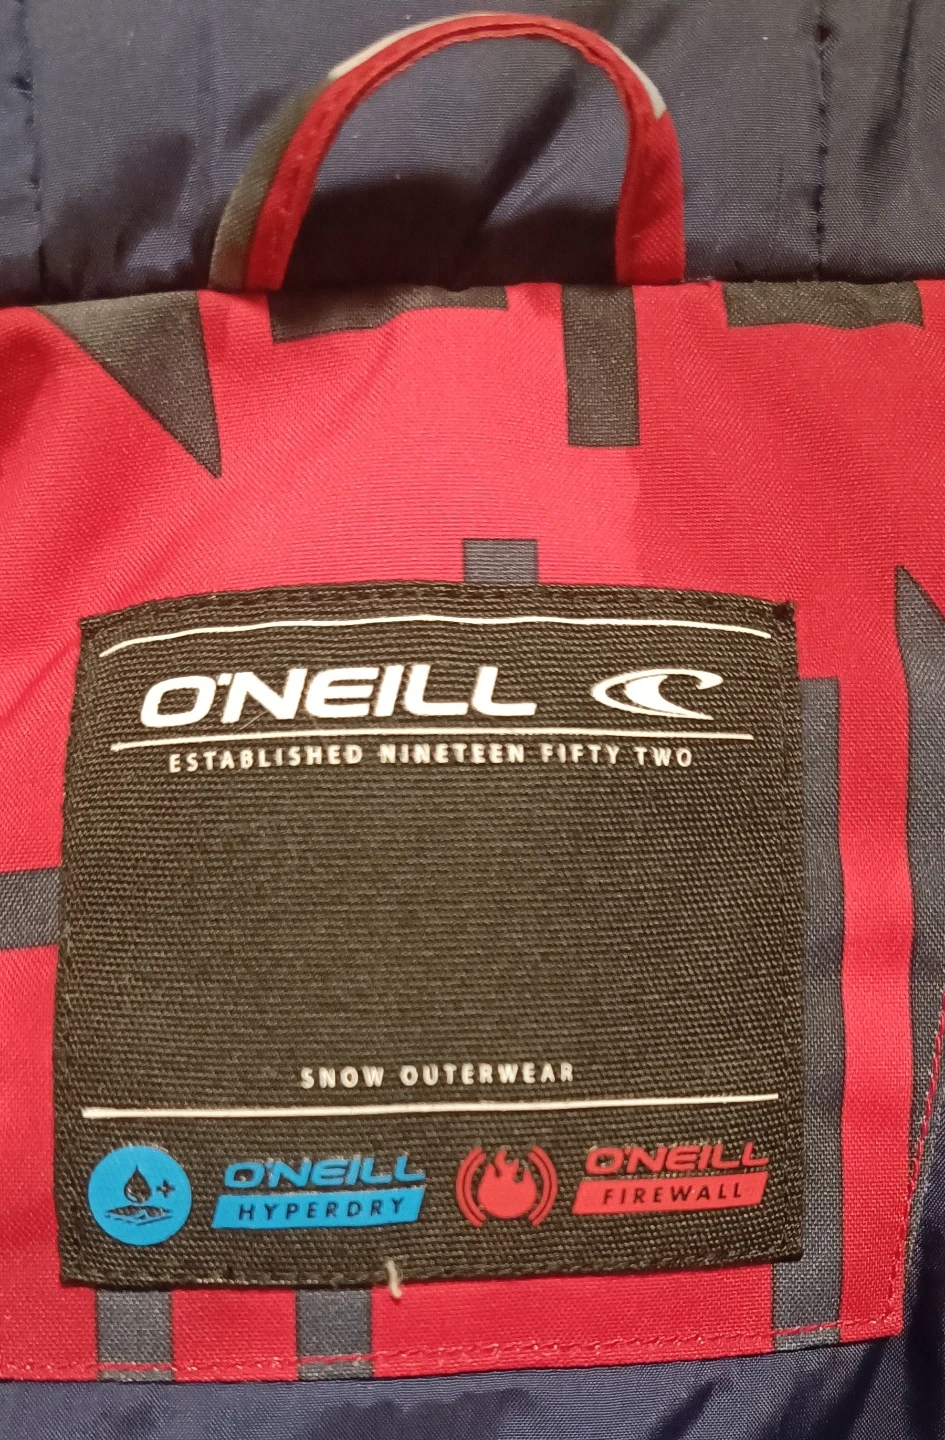 O'NEILL
ESTABLISHED NINETEEN FIFTY TWO
SNOW OUTERWEAR
O'NEILL
HYPERDRY
O'NEILL
FIREWALL